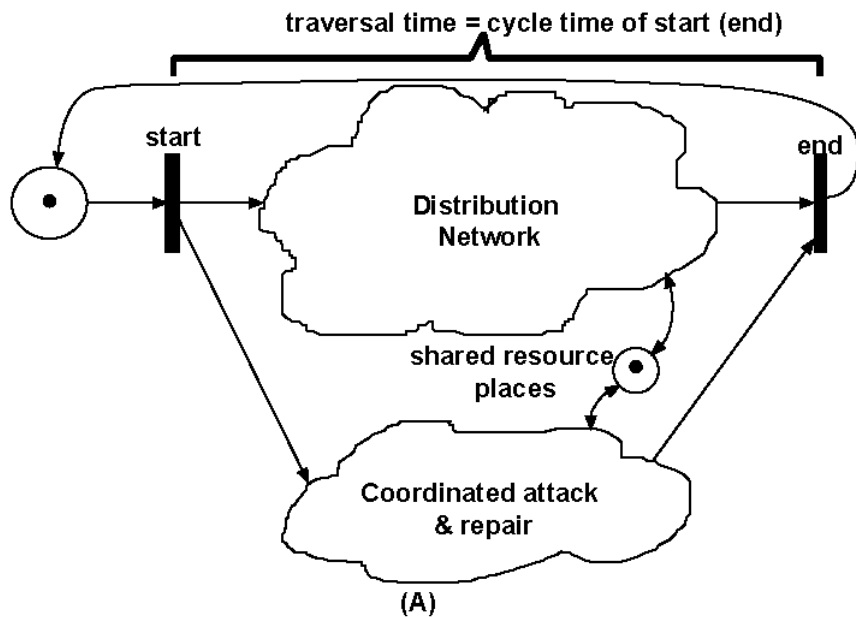 traversal time = cycle time of start (end)
start
end
Distribution
Network
shared resource
places
Coordinated attack
& repair
(A)